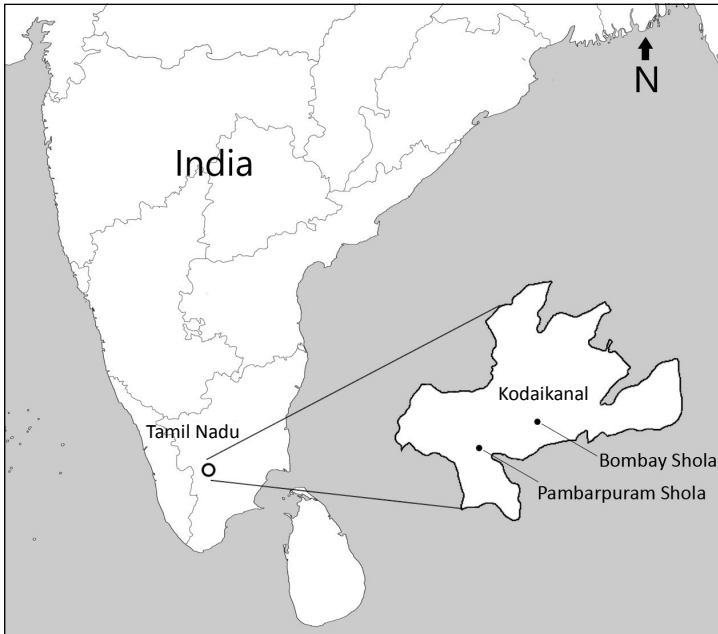 N
India
Kodaikanal
Tamil Nadu
Bombay Shola
Pambarpuram Shola